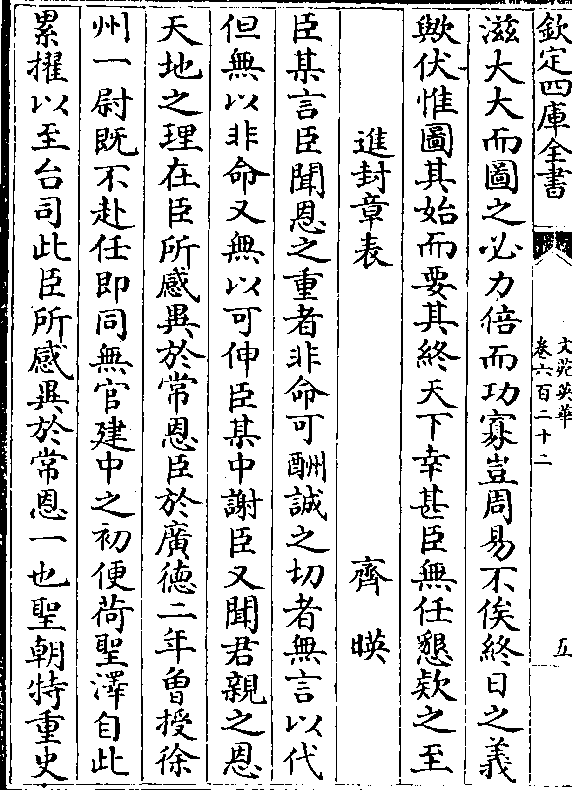 欽定四庫全書
文苑英華
卷六百二十二
五
滋大大而圖之必力倍而功寡豈周易不俟終日之義
歟伏惟圖其始而要其終天下幸甚臣無任懇欵之至
進封章表
齊暎
臣某言臣聞恩之重者非命可酬誠之切者無言以代
但無以非命又無以可伸臣某中謝臣又聞君親之恩
天地之理在臣所感異於常恩臣於廣德二年曾授徐
州一尉既不赴任即同無官建中之初便荷聖澤自此
累擢以至台司此臣所感異於常恩一也聖朝特重史